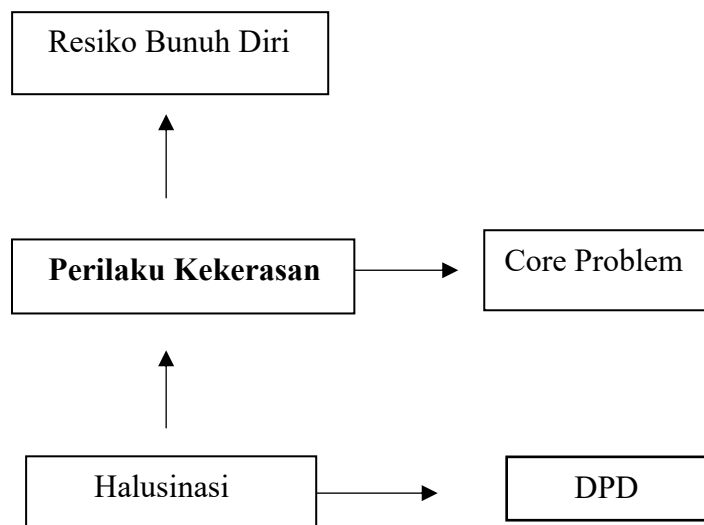 Resiko Bunuh Diri
Perilaku Kekerasan
Core Problem
Halusinasi
DPD